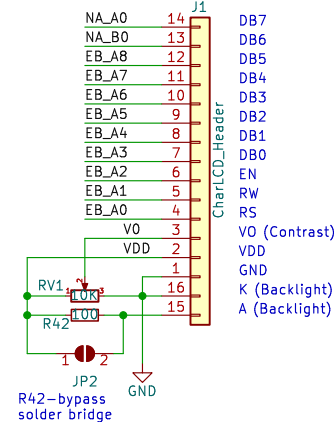 J1
NA_A0 14 DB7
NA_B0 13 DB6
EB_A8 12 DB5
EB_A7 11 DB4
EB_A6 10 DB3
EB_A5 9 DB2
EB_A4 8 DB1
EB_A3 7 DB0
EB_A2 6 EN
EB_A1 5 RW
EB_A0 4 RS
V0 3 VO (Contrast)
VDD 2 VDD
1 GND
16 K (Backlight)
15 A (Backlight)
CharLCD_Header
RV1
2
1 10K 3
R42 100
1 2
JP2
GND
R42-bypass
solder bridge